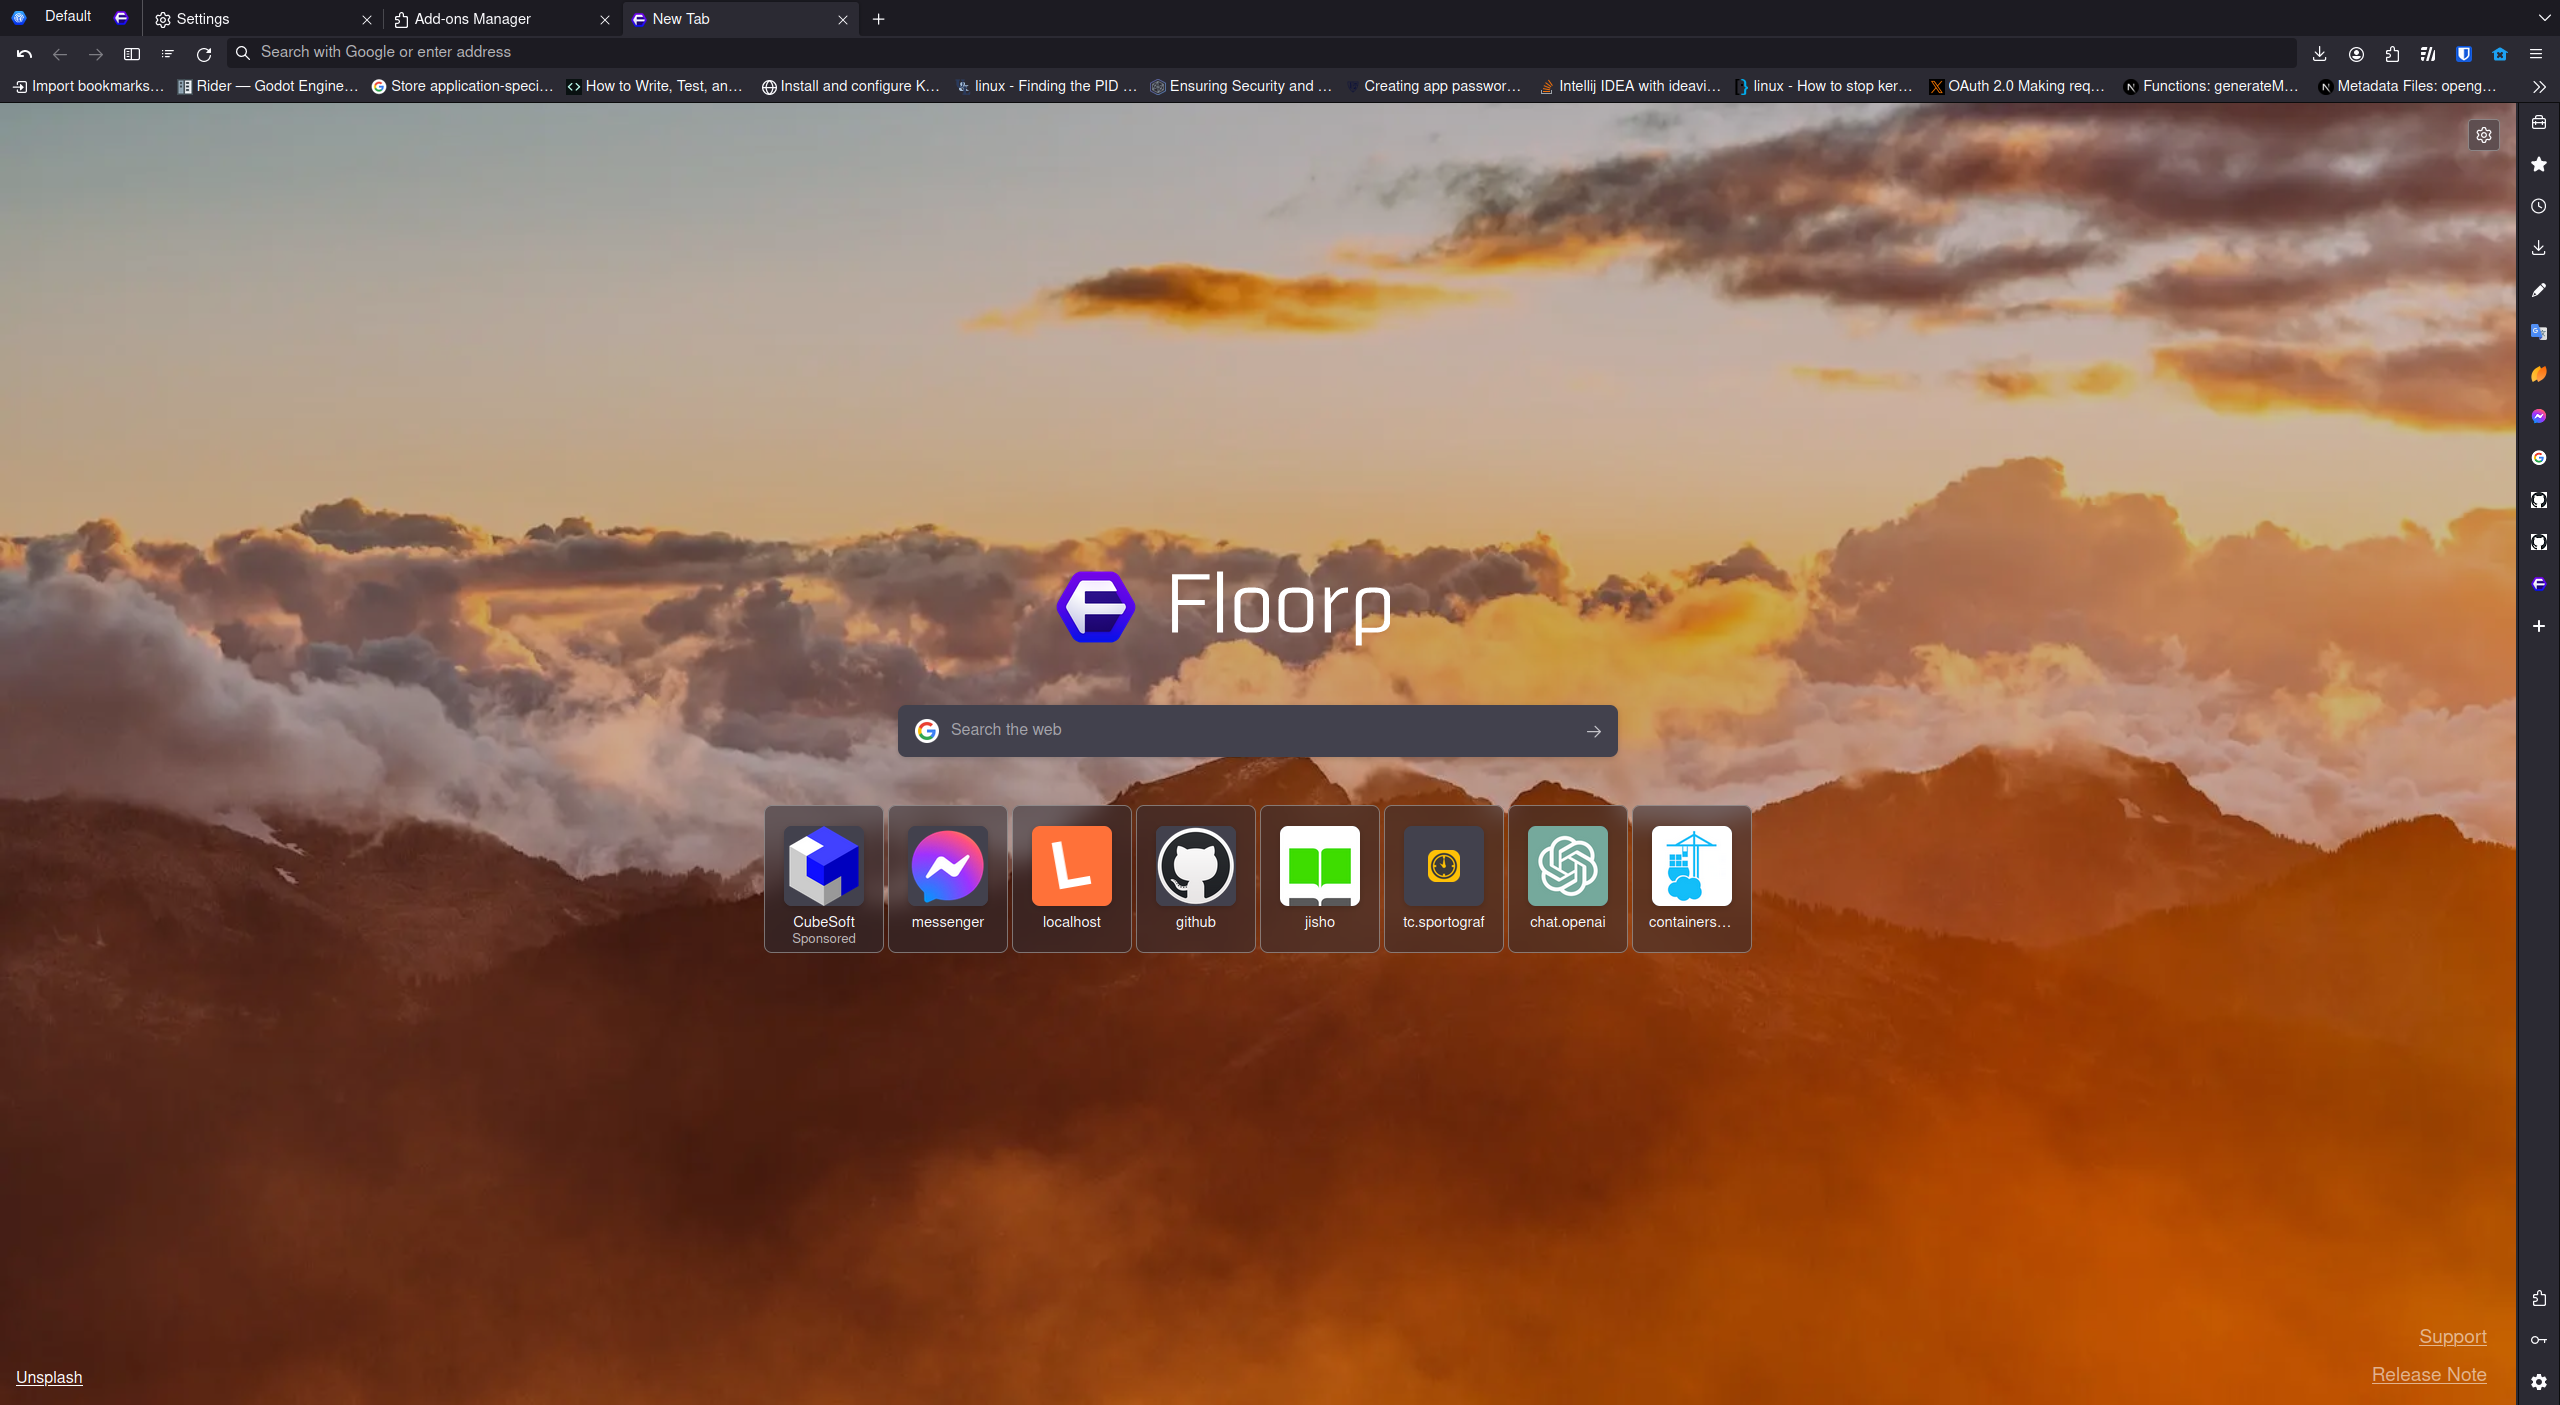 Default
Settings
Add-ons Manager
New Tab
Search with Google or enter address
Import bookmarks…
Rider — Godot Engine…
Store application-speci…
How to Write, Test, an…
Install and configure K…
linux - Finding the PID …
Ensuring Security and …
Creating app passwor…
Intellij IDEA with ideavi…
linux - How to stop ker…
OAuth 2.0 Making req…
Functions: generateM…
Metadata Files: openg…
Floorp
Search the web
CubeSoft
Sponsored
messenger
localhost
github
jisho
tc.sportograf
chat.openai
containers…
Support
Release Note
Unsplash